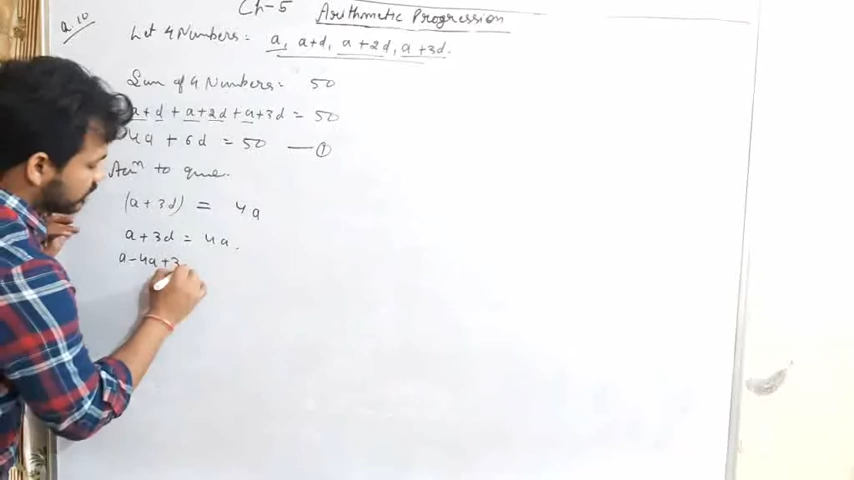 Ch-5 Arithmetic Progression
Q.10
Let 4 Numbers: a, a+d, a+2d, a+3d.
Sum of 4 Numbers= 50
a+d + a+2d + a+3d = 50
4a + 6d = 50 — ①
Acc^n to que.
(a+3d) = 4a
a+3d = 4a.
a-4a+3